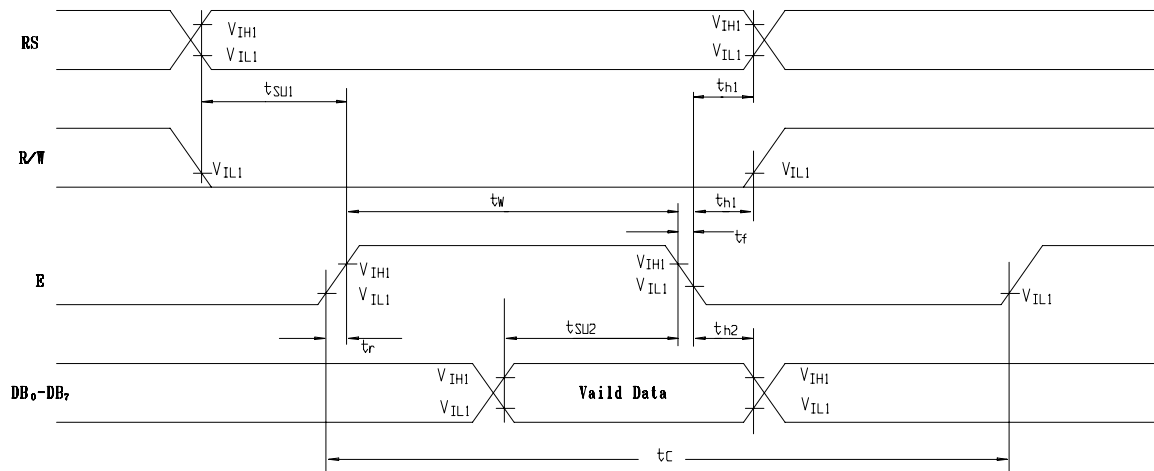 RS
VIH1
VIL1
VIH1
VIL1
tSU1
th1
R/W
VIL1
VIL1
tW
th1
tf
E
VIH1
VIL1
VIH1
VIL1
VIL1
tSU2
th2
tr
DB0-DB7
VIH1
VIL1
Vaild Data
VIH1
VIL1
tC